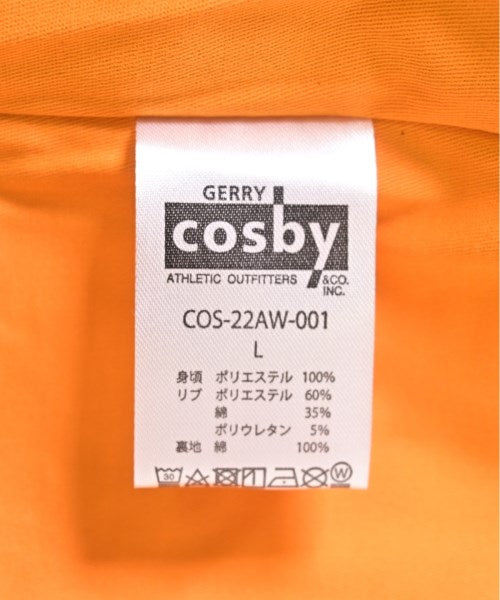 GERRY
cosby
ATHLETIC OUTFITTERS &CO. INC.
COS-22AW-001
L
身頃 ポリエステル 100%
リブ ポリエステル 60%
綿 35%
ポリウレタン 5%
裏地 綿 100%
30 W